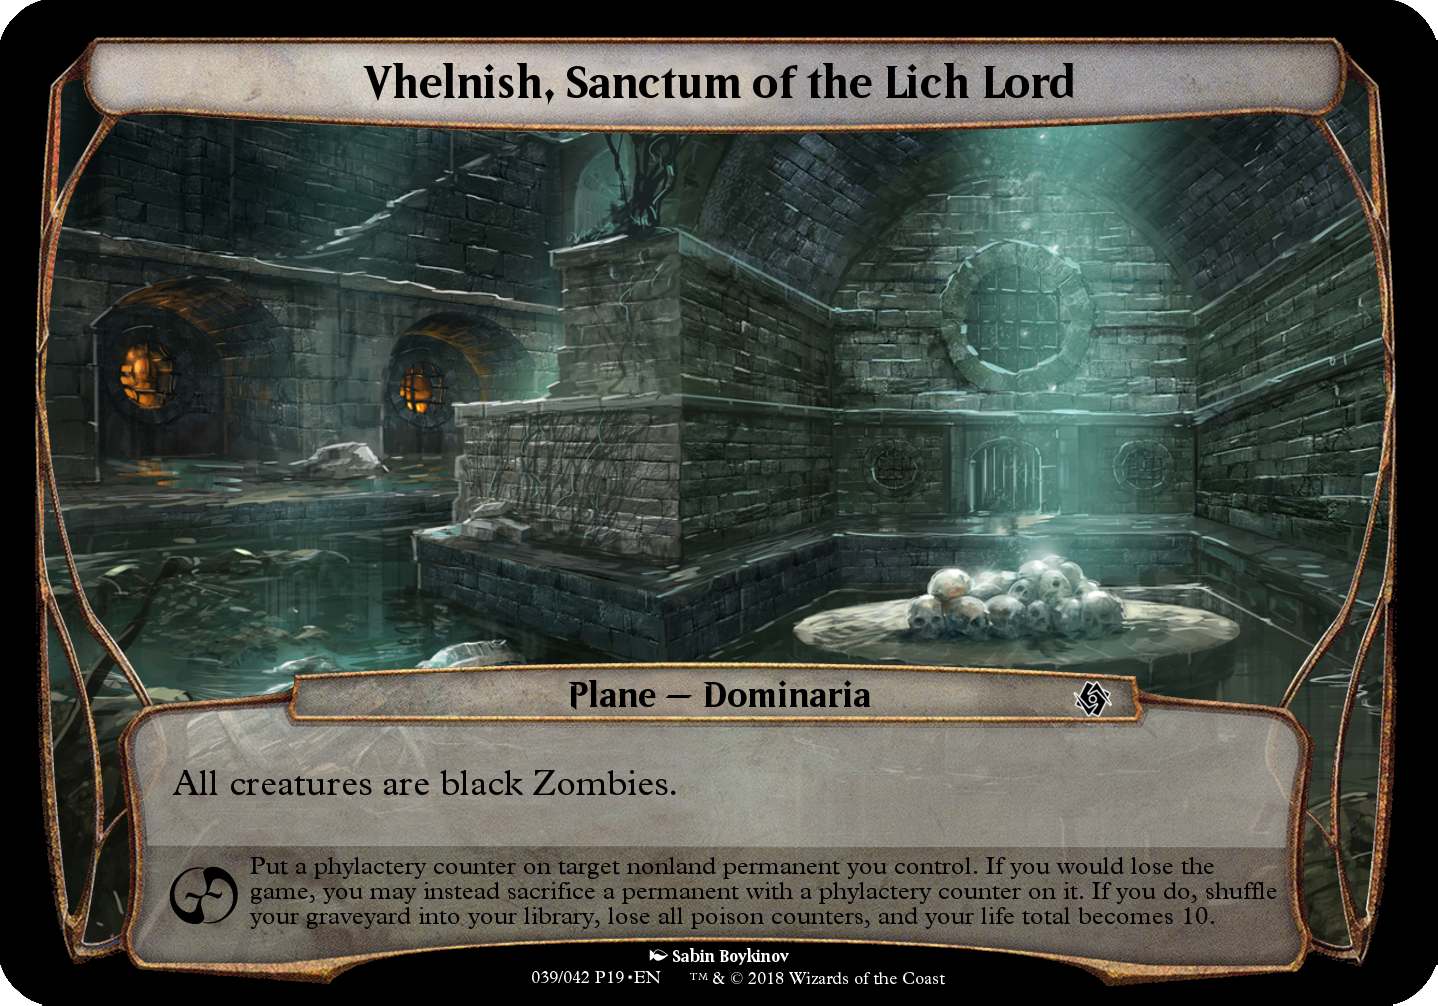 Vhelnish, Sanctum of the Lich Lord
Plane — Dominaria
All creatures are black Zombies.
Put a phylactery counter on target nonland permanent you control. If you would lose the
game, you may instead sacrifice a permanent with a phylactery counter on it. If you do, shuffle
your graveyard into your library, lose all poison counters, and your life total becomes 10.
Sabin Boykinov
039/042 P19•EN ™ & © 2018 Wizards of the Coast